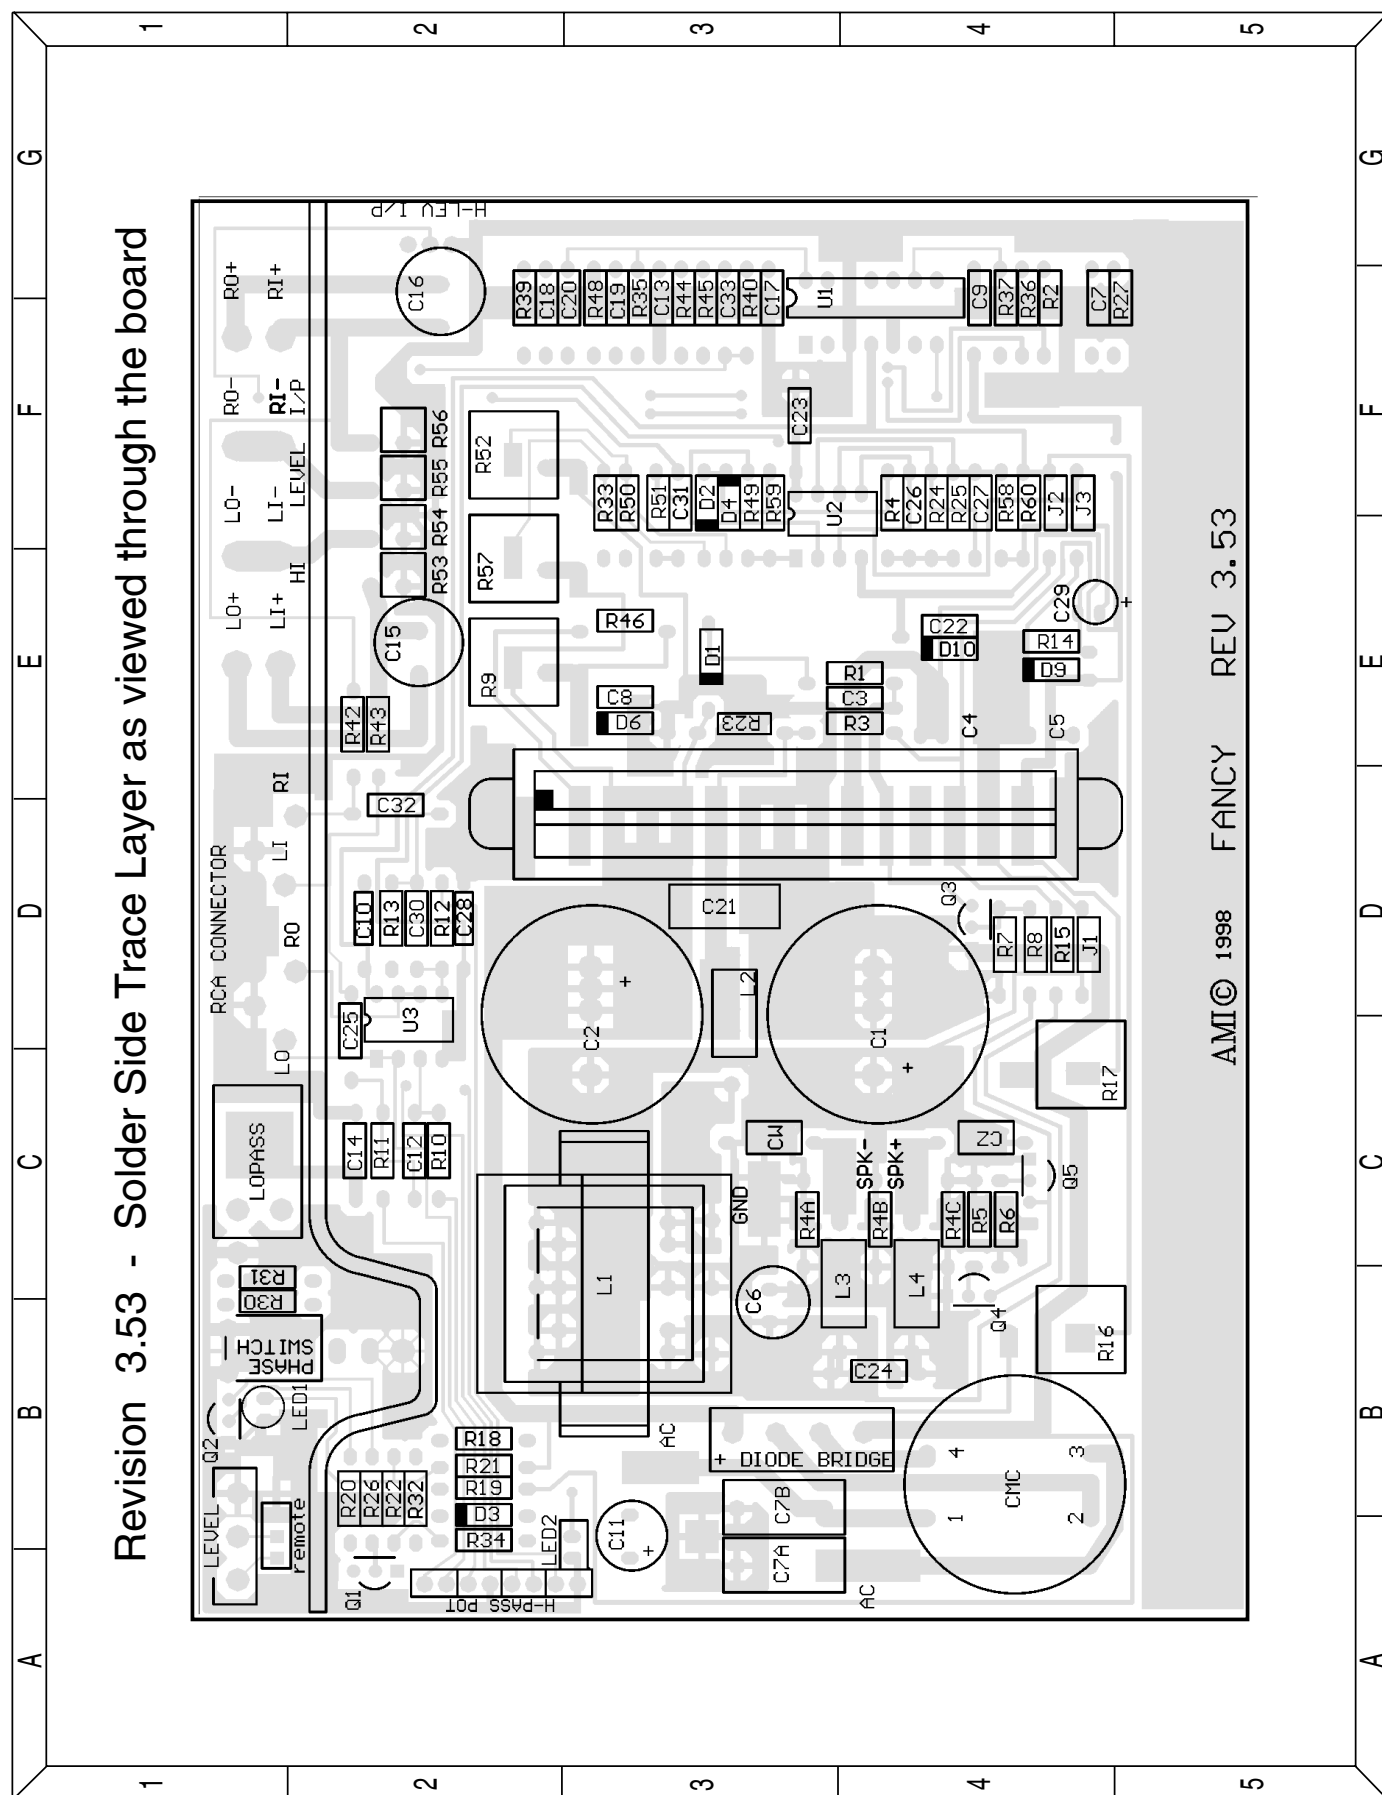 1
2
3
4
5
G
F
E
D
C
B
A
G
F
E
D
C
B
A
1
2
3
4
5
Revision 3.53 - Solder Side Trace Layer as viewed through the board
RO+
RI+
RO-
RI-
I/P
LO-
LI-
LEVEL
HI
LO+
LI+
H-LEV I/P
C16
R56
R55
R54
R53
C15
R52
R57
R9
R42
R43
R39
C18
C20
R48
C19
R35
C13
R44
R45
C33
R40
C17
U1
C9
R37
R36
R2
C7
R27
C23
R33
R50
R51
C31
D2
D4
R49
R59
U2
R4
C26
R24
R25
C27
R58
R60
J2
J3
C29
+
R46
D1
C22
D10
R14
D9
C8
D6
R23
R1
C3
R3
C4
C5
RCA CONNECTOR
RI
LI
RO
LO
C32
C10
R13
C30
R12
C28
C25
U3
C2
+
C21
L2
C1
+
Q3
R7
R8
R15
J1
R17
LOPASS
C14
R11
C12
R10
CW
SPK-
SPK+
CZ
Q5
GND
R4A
R4B
R4C
R5
R6
R31
R30
PHASE
SWITCH
L1
C6
L3
L4
Q4
R16
C24
LED1
Q2
LEVEL
remote
R20
R26
R22
R32
R18
R21
R19
D3
R34
Q1
H-PASS POT
LED2
C11
+
AC
+ DIODE BRIDGE
C7B
C7A
AC
CMC
4
3
1
2
AMI© 1998 FANCY REV 3.53